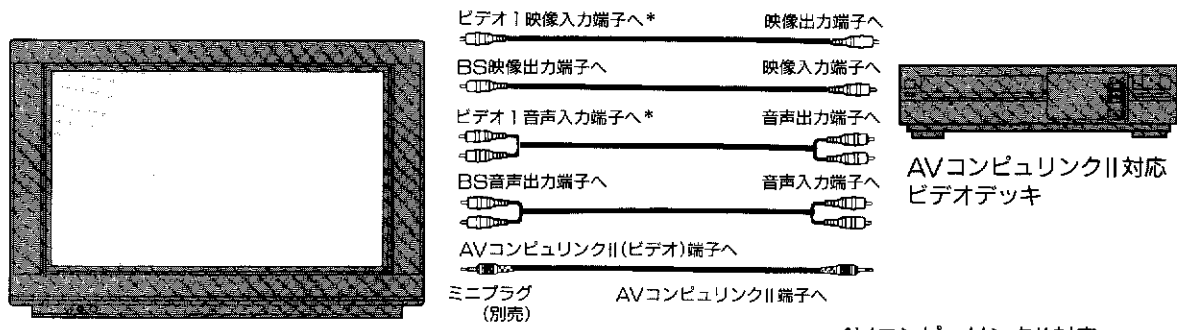 ビデオ1映像入力端子へ* 映像出力端子へ
BS映像出力端子へ 映像入力端子へ
ビデオ1音声入力端子へ* 音声出力端子へ
BS音声出力端子へ 音声入力端子へ
AVコンピュリンクII(ビデオ)端子へ
ミニプラグ
(別売)
AVコンピュリンクII端子へ
AVコンピュリンクII対応
ビデオデッキ